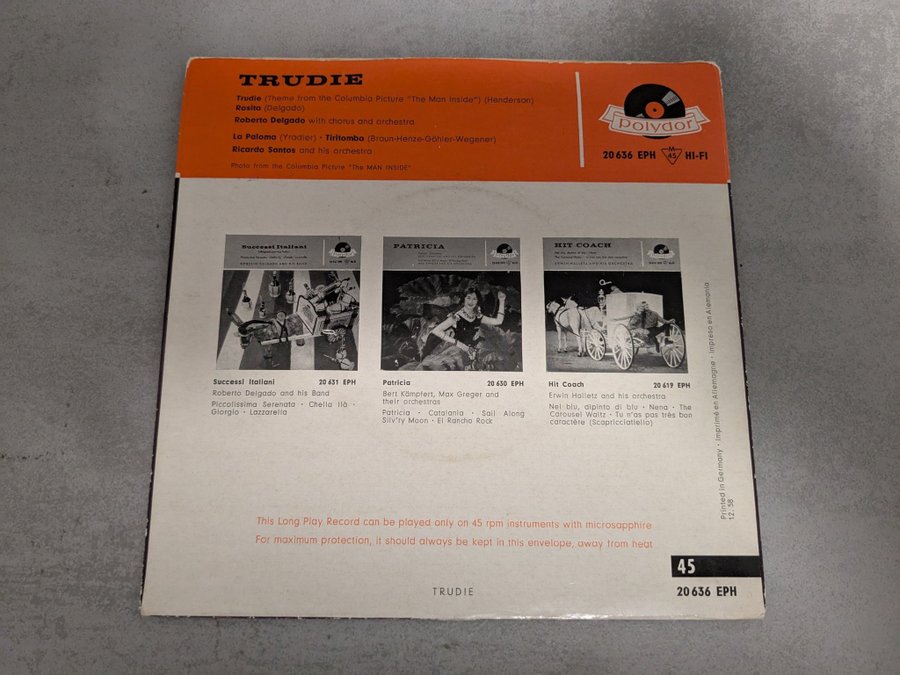 TRUDIE
Trudie (Theme from the Columbia Picture "The Man Inside") (Henderson)
Rosita (Delgado)
Roberto Delgado with chorus and orchestra
La Paloma (Yradier) · Tiritomba (Braun-Henze-Göhler-Wegener)
Ricardo Santos and his orchestra
Photo from the Columbia Picture "The MAN INSIDE"
polydor
20 636 EPH M 45 HI-FI
Successi Italiani
ROBERTO DELGADO AND HIS BAND
PATRICIA
HIT COACH
Successi Italiani 20 631 EPH
Roberto Delgado and his Band
Piccolissima Serenata · Chella llà ·
Giorgio · Lazzarella
Patricia 20 630 EPH
Bert Kämpfert, Max Greger and
their orchestras
Patricia · Catalania · Sail Along
Silv'ry Moon · El Rancho Rock
Hit Coach 20 619 EPH
Erwin Halletz and his orchestra
Nel blu, dipinto di blu · Nena · The
Carousel Waltz · Tu n'as pas très bon
caractère (Scapricciatiello)
Printed in Germany · Imprimé en Allemagne · Impreso en Alemania
12. 58
This Long Play Record can be played only on 45 rpm instruments with microsapphire
For maximum protection, it should always be kept in this envelope, away from heat
45
20 636 EPH
TRUDIE